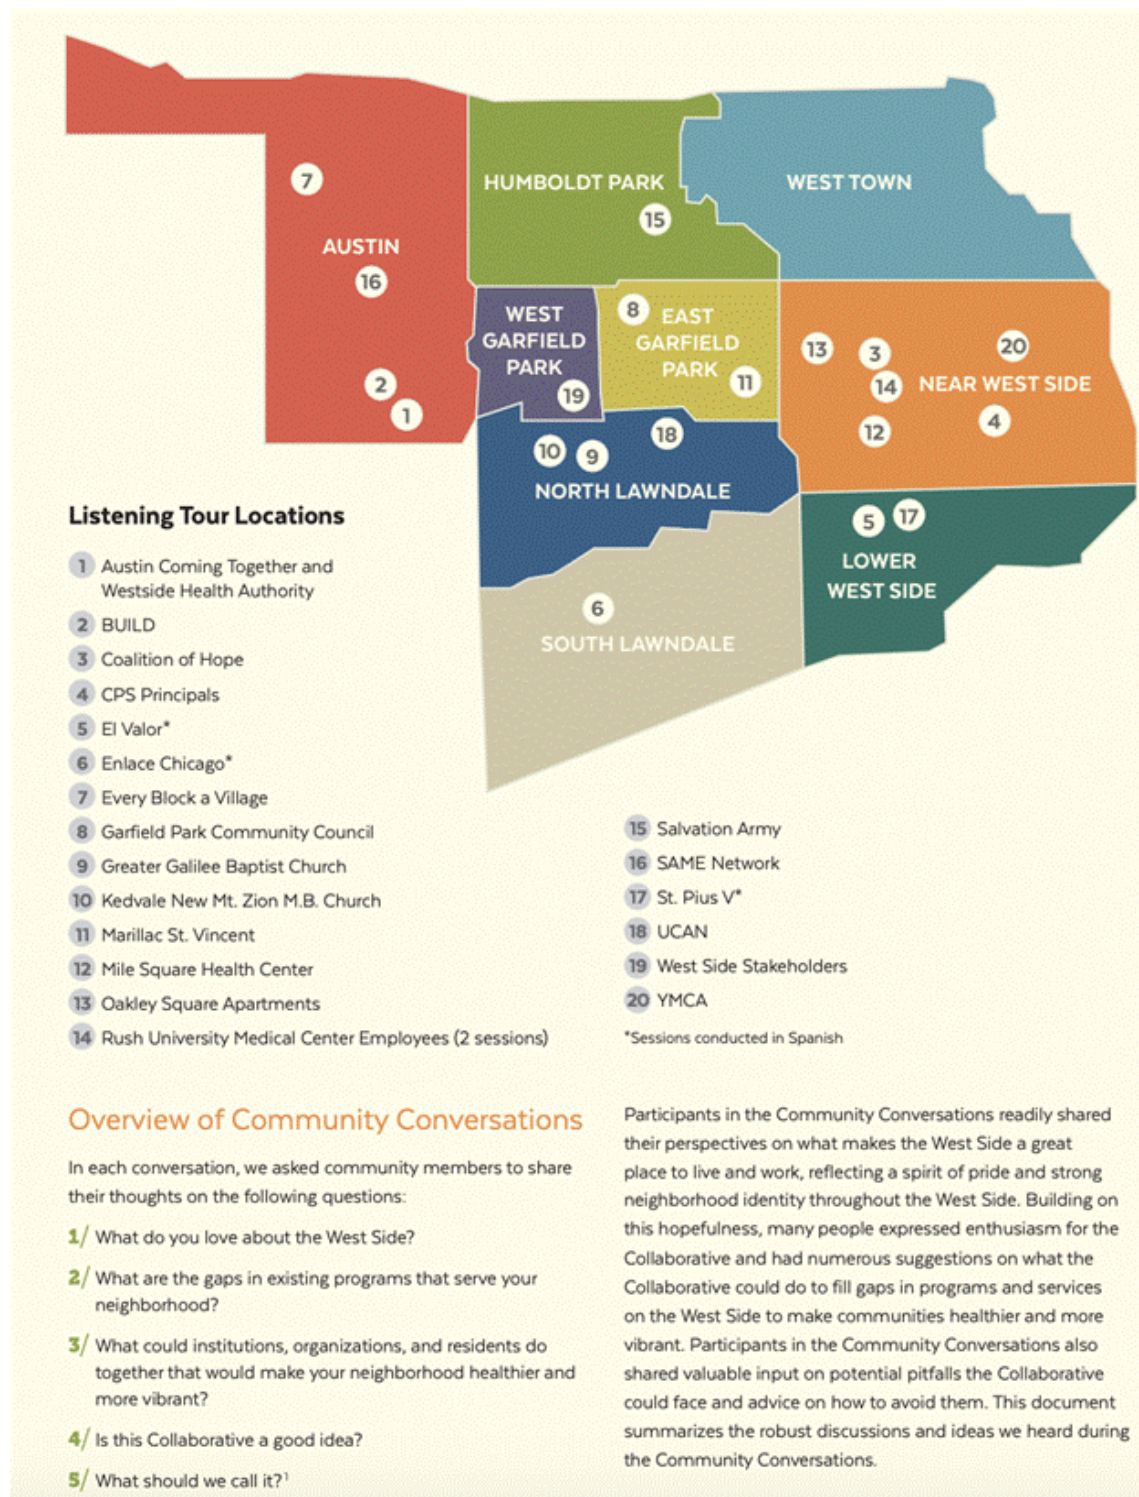 7
AUSTIN
16
2
1
HUMBOLDT PARK
15
WEST TOWN
WEST
GARFIELD
PARK
19
8
EAST
GARFIELD
PARK
11
13
3
20
14
NEAR WEST SIDE
12
4
10
9
18
NORTH LAWNDALE
5
17
LOWER
WEST SIDE
6
SOUTH LAWNDALE
Listening Tour Locations
1 Austin Coming Together and
Westside Health Authority
2 BUILD
3 Coalition of Hope
4 CPS Principals
5 El Valor*
6 Enlace Chicago*
7 Every Block a Village
8 Garfield Park Community Council
9 Greater Galilee Baptist Church
10 Kedvale New Mt. Zion M.B. Church
11 Marillac St. Vincent
12 Mile Square Health Center
13 Oakley Square Apartments
14 Rush University Medical Center Employees (2 sessions)
15 Salvation Army
16 SAME Network
17 St. Pius V*
18 UCAN
19 West Side Stakeholders
20 YMCA
*Sessions conducted in Spanish
Overview of Community Conversations
In each conversation, we asked community members to share
their thoughts on the following questions:
1/ What do you love about the West Side?
2/ What are the gaps in existing programs that serve your
neighborhood?
3/ What could institutions, organizations, and residents do
together that would make your neighborhood healthier and
more vibrant?
4/ Is this Collaborative a good idea?
5/ What should we call it?¹
Participants in the Community Conversations readily shared
their perspectives on what makes the West Side a great
place to live and work, reflecting a spirit of pride and strong
neighborhood identity throughout the West Side. Building on
this hopefulness, many people expressed enthusiasm for the
Collaborative and had numerous suggestions on what the
Collaborative could do to fill gaps in programs and services
on the West Side to make communities healthier and more
vibrant. Participants in the Community Conversations also
shared valuable input on potential pitfalls the Collaborative
could face and advice on how to avoid them. This document
summarizes the robust discussions and ideas we heard during
the Community Conversations.